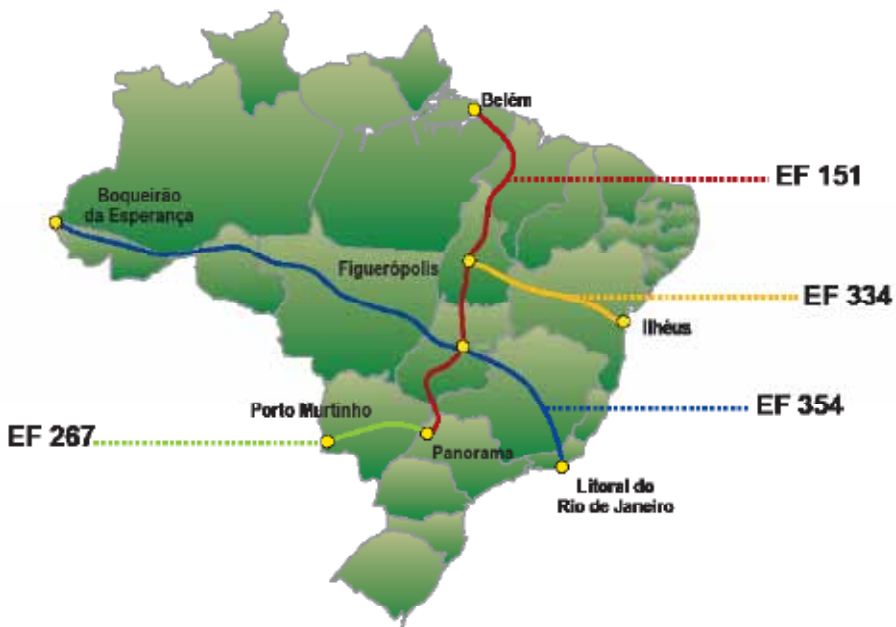 Belém
EF 151
Boqueirão
da Esperança
Figuerópolis
EF 334
Ilhéus
Porto Murtinho
EF 354
EF 267
Panorama
Litoral do
Rio de Janeiro